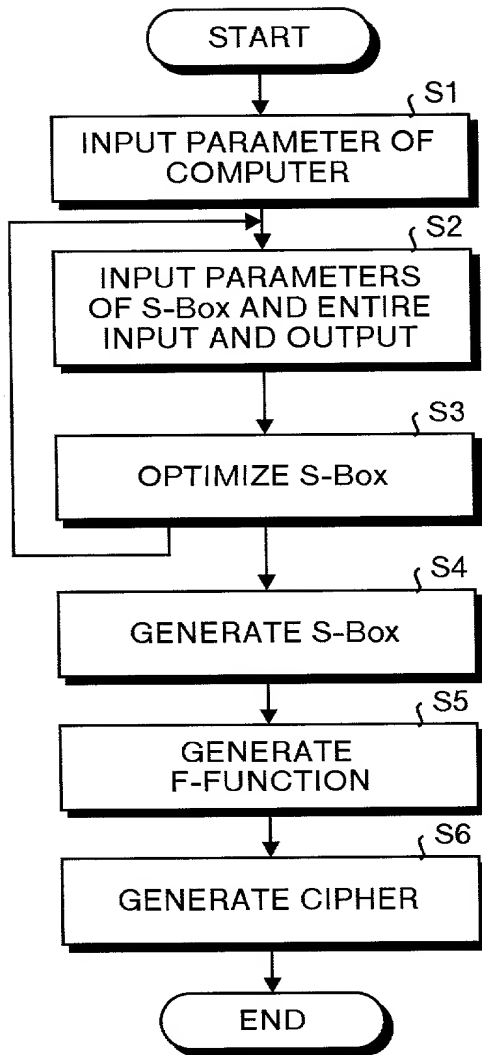 START
S1
INPUT PARAMETER OF
COMPUTER
S2
INPUT PARAMETERS
OF S-Box AND ENTIRE
INPUT AND OUTPUT
S3
OPTIMIZE S-Box
S4
GENERATE S-Box
S5
GENERATE
F-FUNCTION
S6
GENERATE CIPHER
END